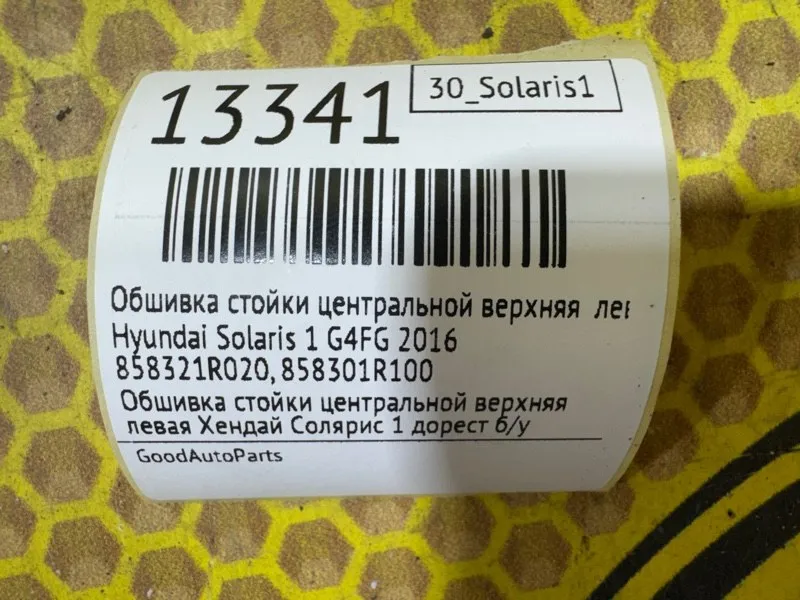 13341
30_Solaris1
Обшивка стойки центральной верхняя лев
Hyundai Solaris 1 G4FG 2016
858321R020, 858301R100
Обшивка стойки центральной верхняя
левая Хендай Солярис 1 дорест б/у
GoodAutoParts